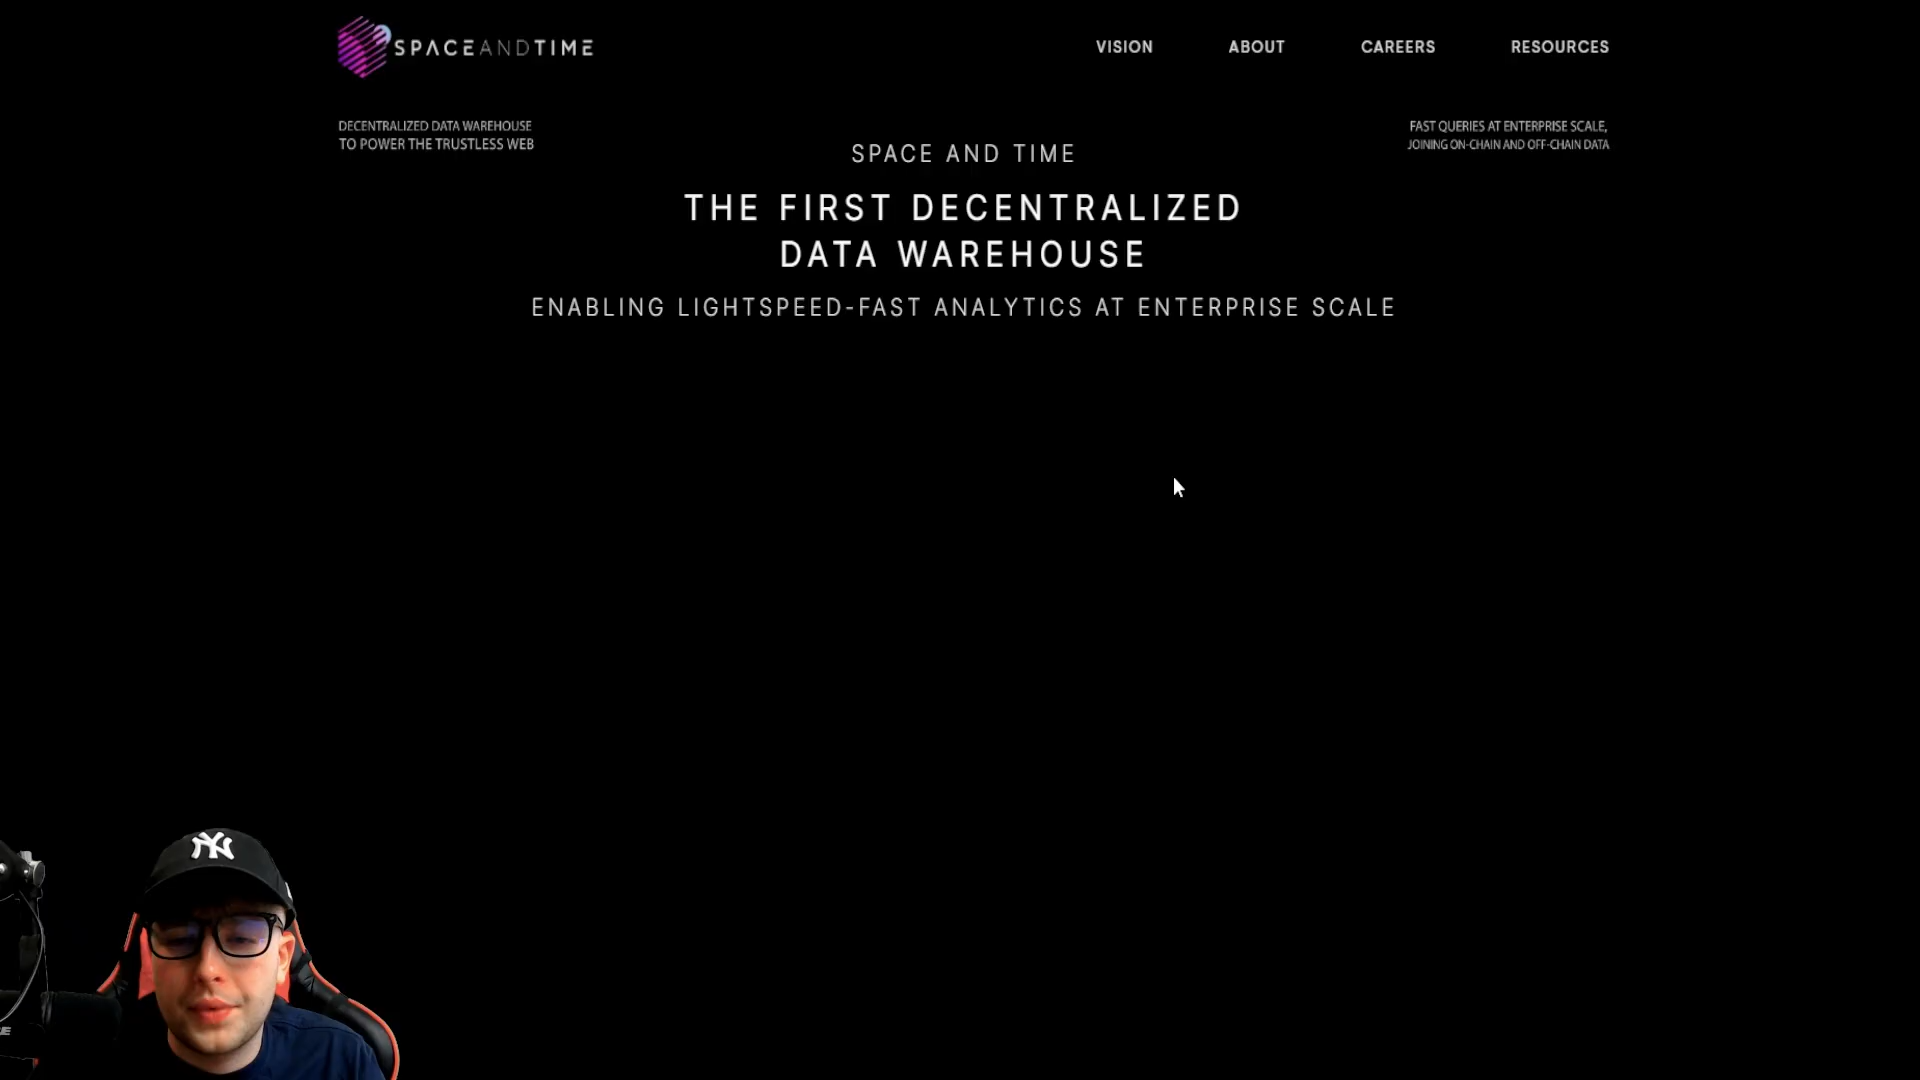 SPACEANDTIME
VISION
ABOUT
CAREERS
RESOURCES
DECENTRALIZED DATA WAREHOUSE
TO POWER THE TRUSTLESS WEB
FAST QUERIES AT ENTERPRISE SCALE,
JOINING ON-CHAIN AND OFF-CHAIN DATA
SPACE AND TIME
THE FIRST DECENTRALIZED
DATA WAREHOUSE
ENABLING LIGHTSPEED-FAST ANALYTICS AT ENTERPRISE SCALE
NY